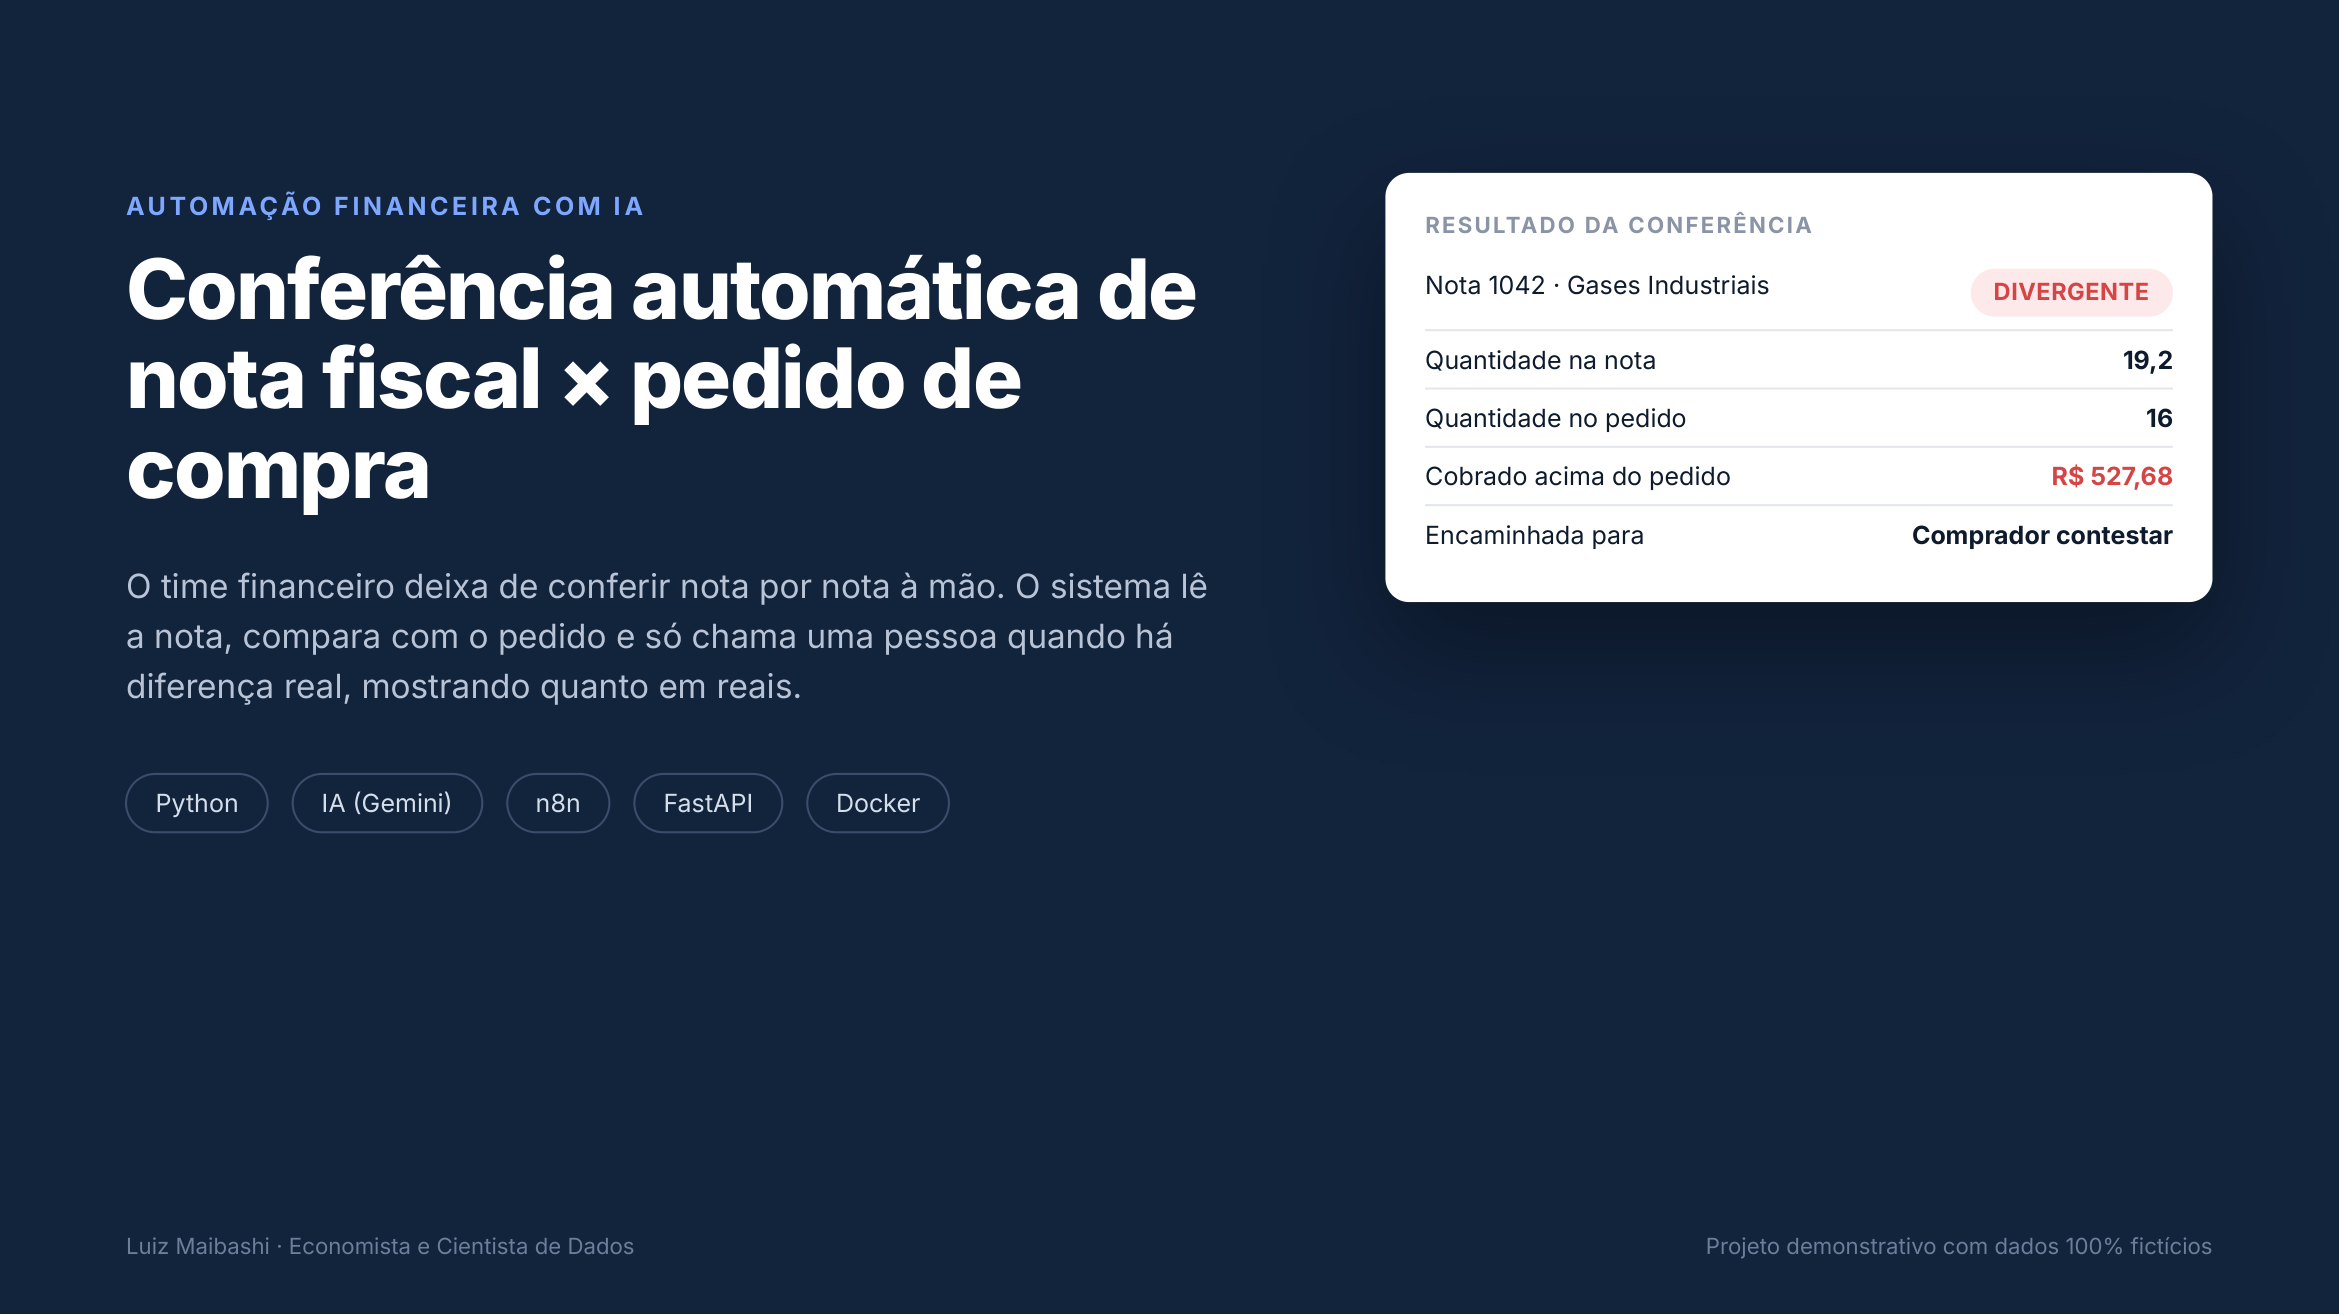 AUTOMAÇÃO FINANCEIRA COM IA
Conferência automática de
nota fiscal × pedido de
compra
O time financeiro deixa de conferir nota por nota à mão. O sistema lê
a nota, compara com o pedido e só chama uma pessoa quando há
diferença real, mostrando quanto em reais.
Python IA (Gemini) n8n FastAPI Docker
RESULTADO DA CONFERÊNCIA
Nota 1042 · Gases Industriais DIVERGENTE
Quantidade na nota 19,2
Quantidade no pedido 16
Cobrado acima do pedido R$ 527,68
Encaminhada para Comprador contestar
Luiz Maibashi · Economista e Cientista de Dados
Projeto demonstrativo com dados 100% fictícios